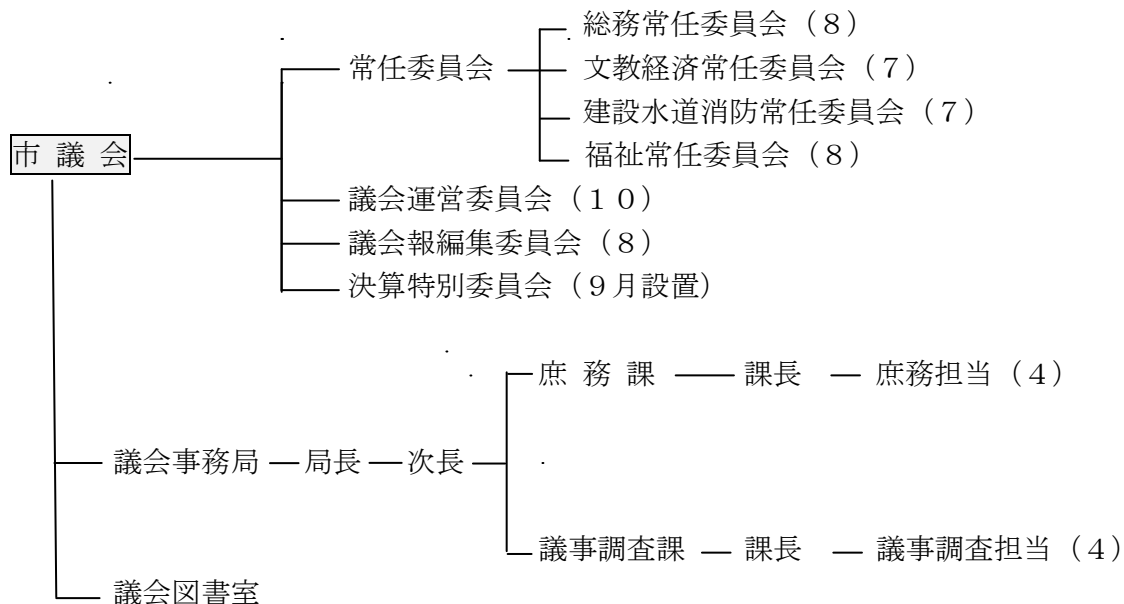 総務常任委員会（８）
常任委員会
文教経済常任委員会（７）
建設水道消防常任委員会（７）
市 議 会
福祉常任委員会（８）
議会運営委員会（１０）
議会報編集委員会（８）
決算特別委員会（９月設置）
庶 務 課 課長 庶務担当（４）
議会事務局 局長 次長
議事調査課 課長 議事調査担当（４）
議会図書室